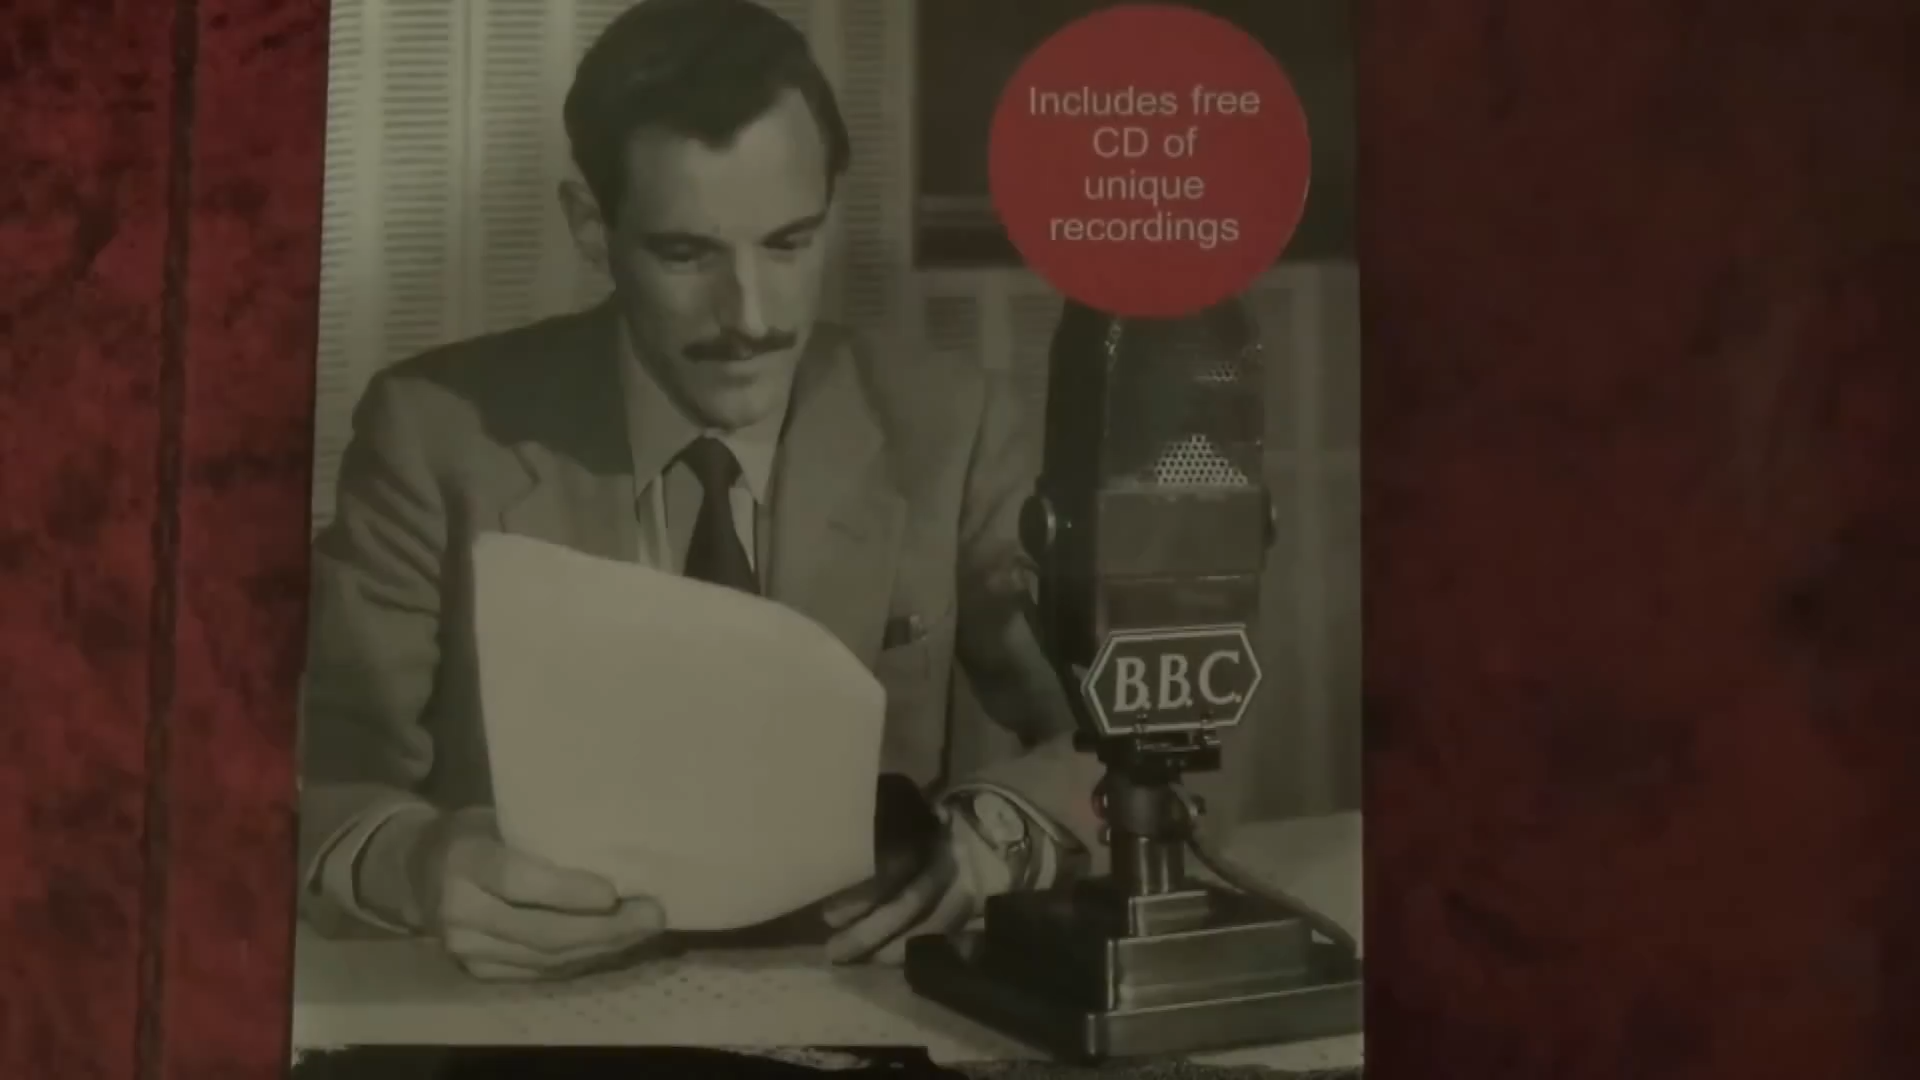 Includes free
CD of
unique
recordings
B.B.C.